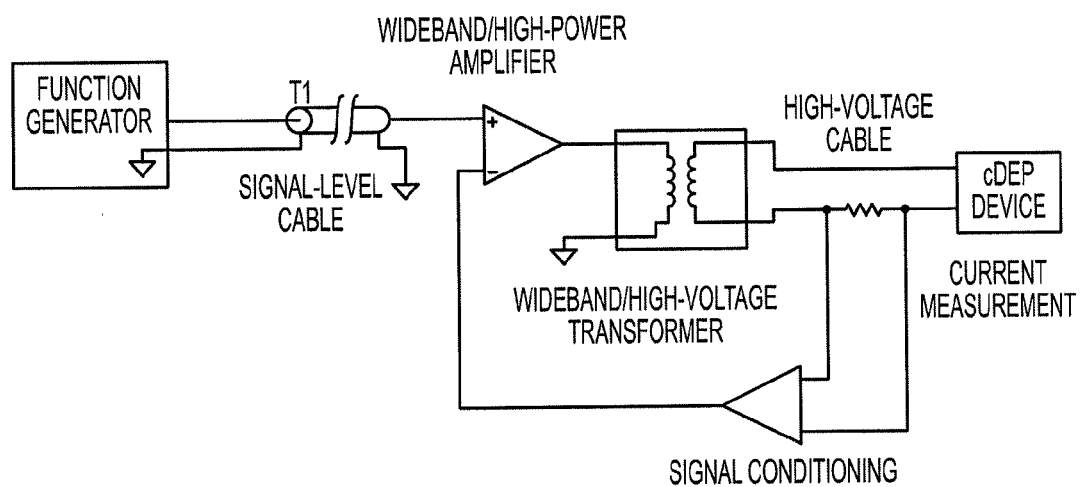 WIDEBAND/HIGH-POWER
AMPLIFIER
FUNCTION
GENERATOR
T1
SIGNAL-LEVEL
CABLE
+
−
HIGH-VOLTAGE
CABLE
cDEP
DEVICE
WIDEBAND/HIGH-VOLTAGE
TRANSFORMER
CURRENT
MEASUREMENT
SIGNAL CONDITIONING